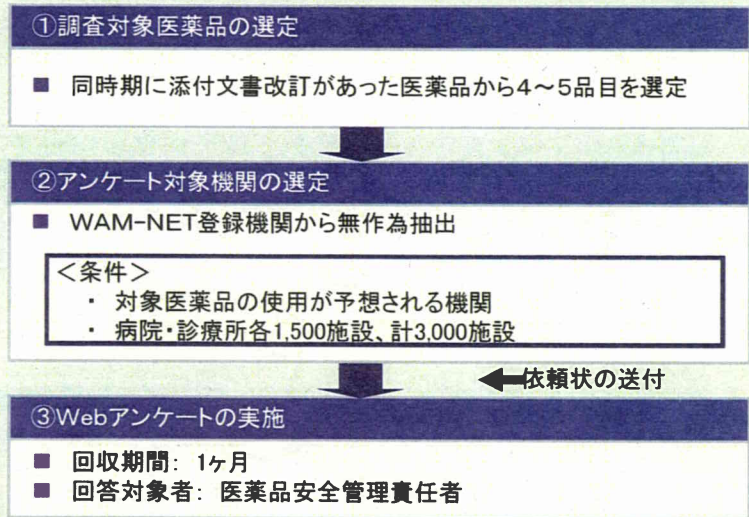 ①調査対象医薬品の選定
■ 同時期に添付文書改訂があった医薬品から4～5品目を選定
②アンケート対象機関の選定
■ WAM-NET登録機関から無作為抽出
＜条件＞
・ 対象医薬品の使用が予想される機関
・ 病院・診療所各1,500施設、計3,000施設
依頼状の送付
③Webアンケートの実施
■ 回収期間： 1ヶ月
■ 回答対象者： 医薬品安全管理責任者